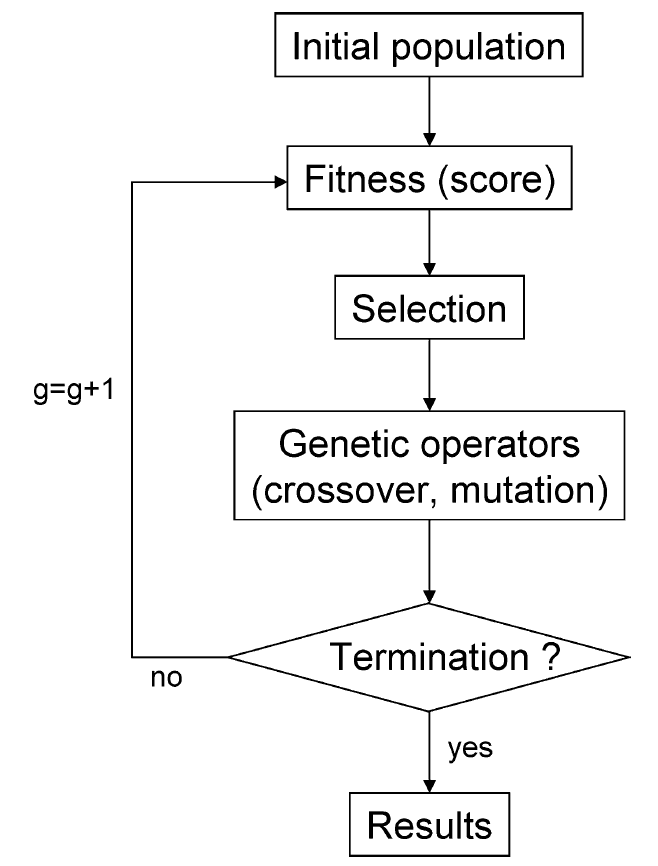 Initial population
Fitness (score)
Selection
g=g+1
Genetic operators
(crossover, mutation)
Termination ?
no
yes
Results